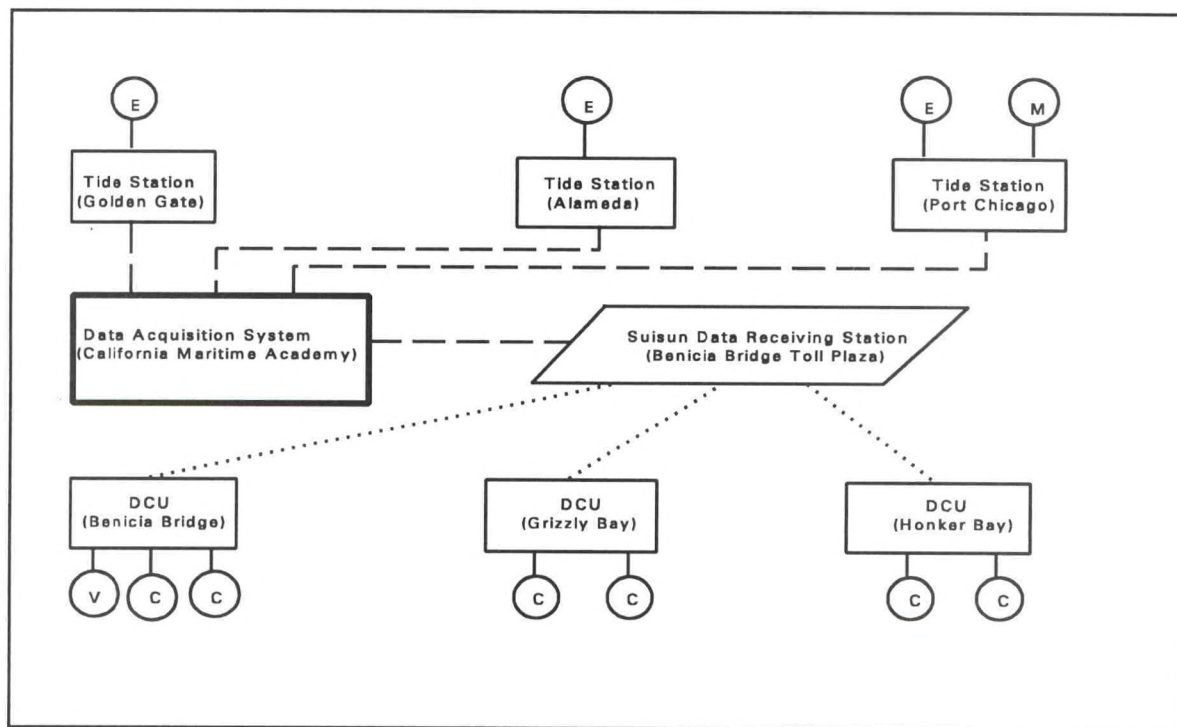 E
E
E
M
Tide Station
(Golden Gate)
Tide Station
(Alameda)
Tide Station
(Port Chicago)
Data Acquisition System
(California Maritime Academy)
Suisun Data Receiving Station
(Benicia Bridge Toll Plaza)
DCU
(Benicia Bridge)
DCU
(Grizzly Bay)
DCU
(Honker Bay)
V
C
C
C
C
C
C